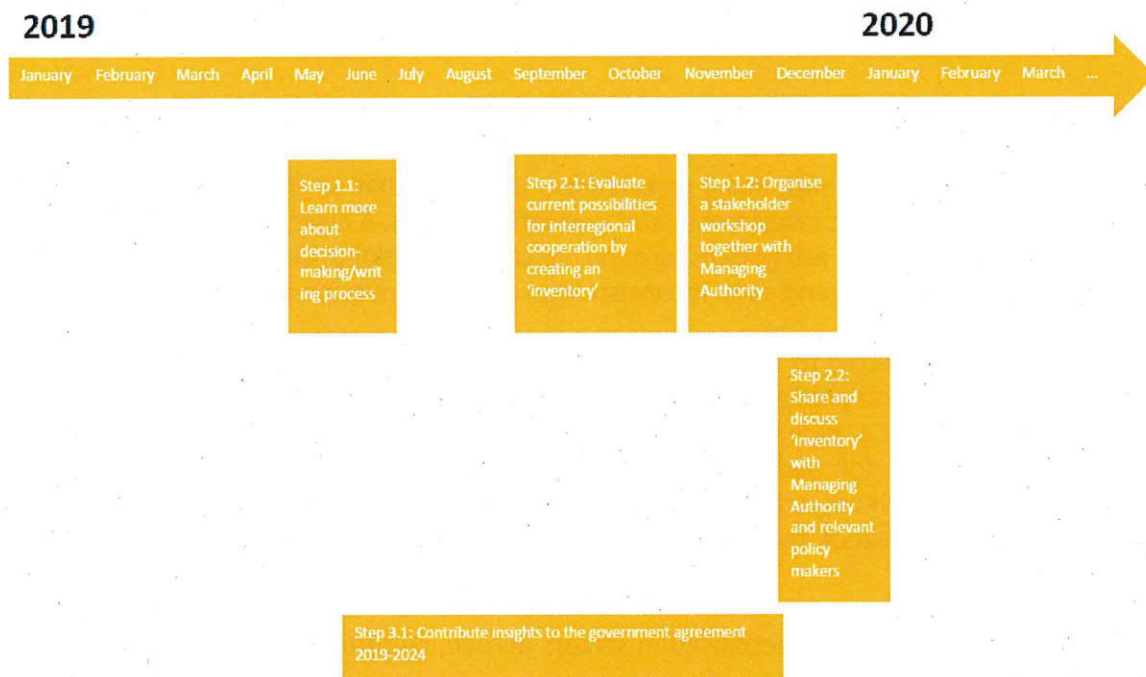 2019
2020
January February March April May June July August September October November December January February March ...
Step 1.1:
Learn more
about
decision-
making/writ
ing process
Step 2.1: Evaluate
current possibilities
for interregional
cooperation by
creating an
‘inventory’
Step 1.2: Organise
a stakeholder
workshop
together with
Managing
Authority
Step 2.2:
Share and
discuss
‘inventory’
with
Managing
Authority
and relevant
policy
makers
Step 3.1: Contribute insights to the government agreement
2019-2024